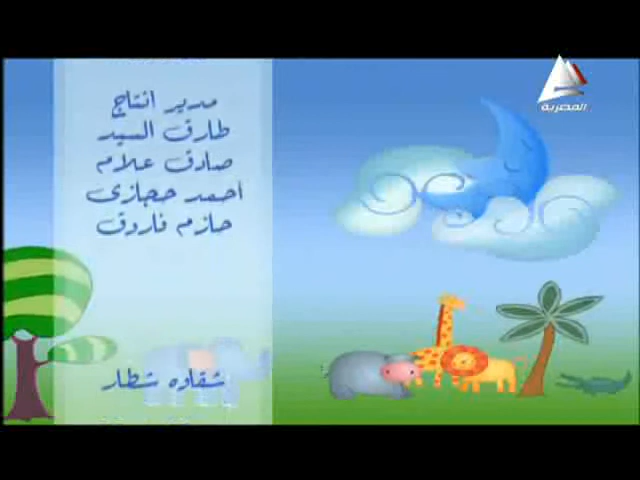 المصرية
مدير انتاج
طارق السيد
صادق علام
احمد حجازى
حازم فاروق
شقاوه شطار